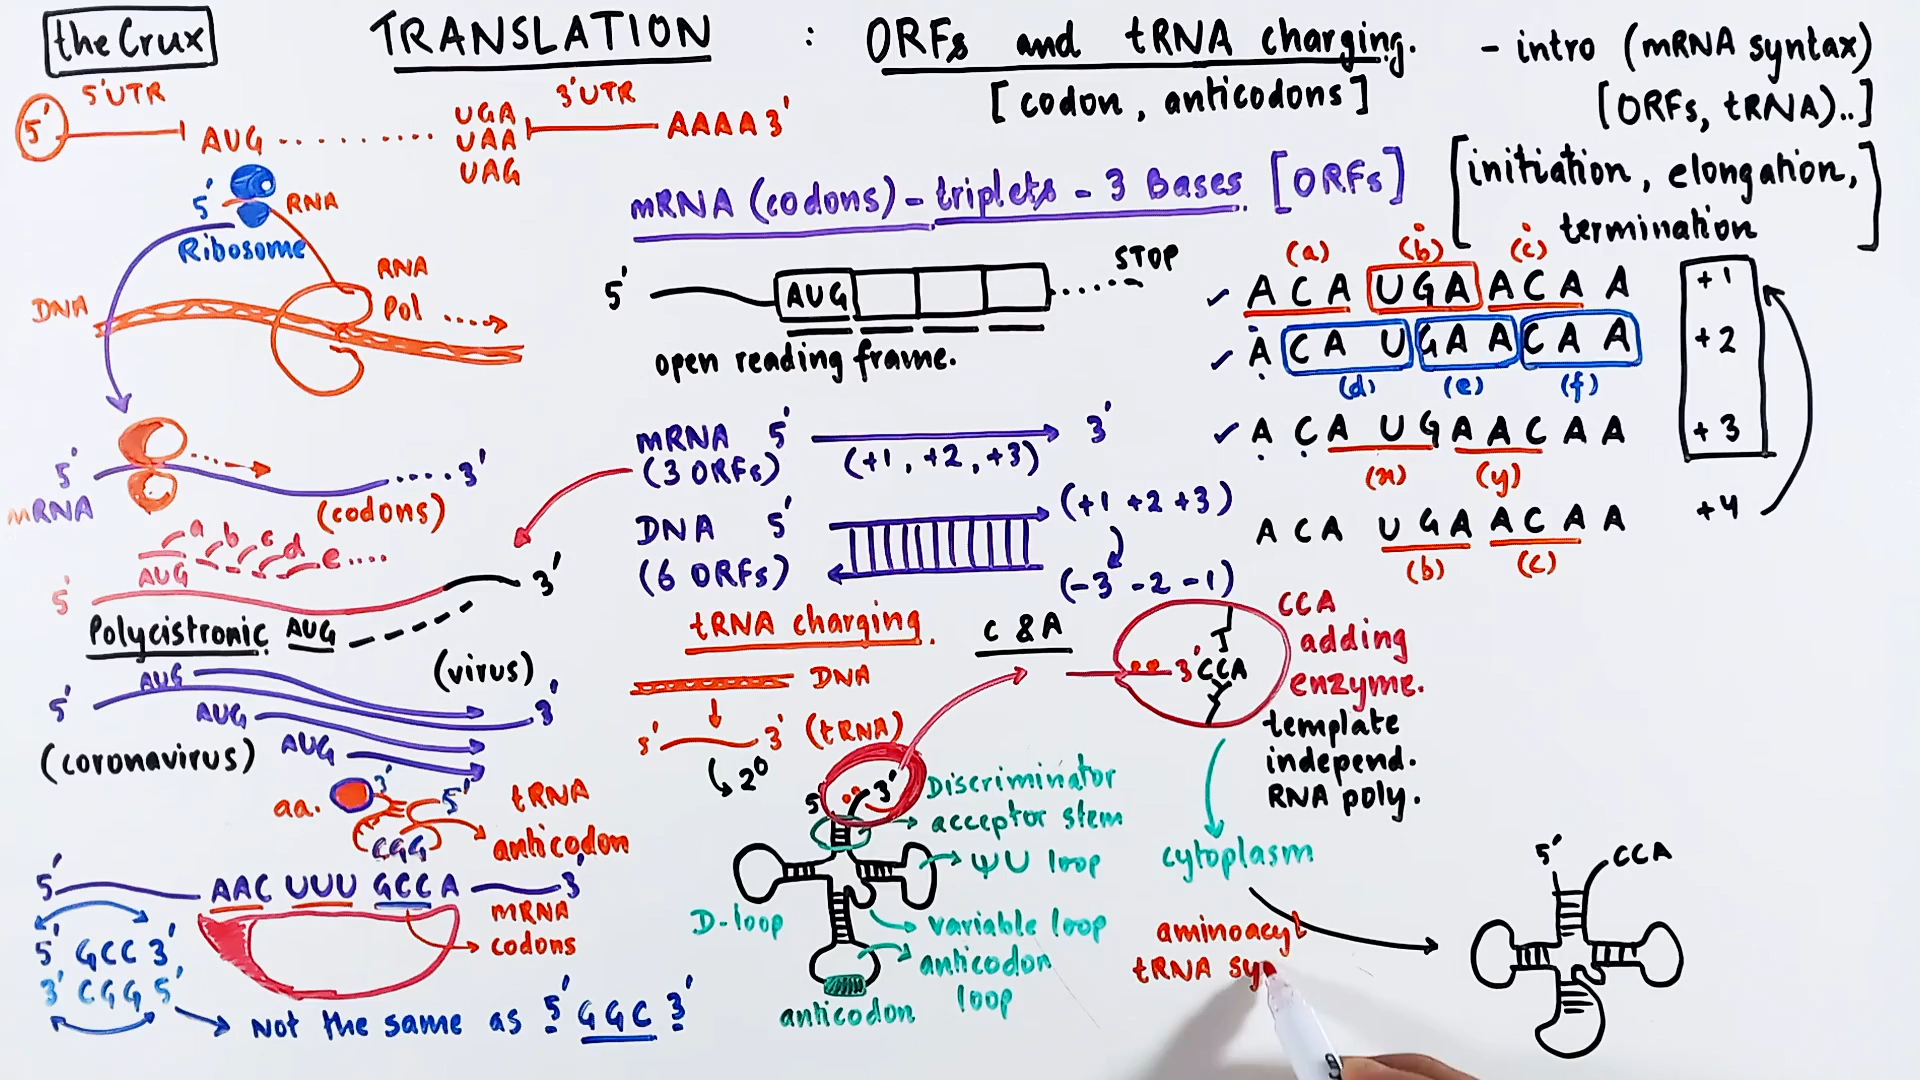 the Crux
TRANSLATION : ORFs and tRNA charging.
[codon, anticodons]
- intro (mRNA syntax)
[ORFs, tRNA)..]
[initiation, elongation,
termination]
5' 5'UTR AUG ........ UGA 3'UTR AAAA 3'
UAA
UAG
5' RNA
Ribosome
DNA
RNA
Pol ....
mRNA (codons) - triplets - 3 Bases [ORFs]
5' AUG ...... STOP
open reading frame.
(a) (b) (c)
A C A U G A A C A A
+1
A C A U G A A C A A
+2
(d) (e) (f)
A C A U G A A C A A
+3
(x) (y)
A C A U G A A C A A
+4
(b) (c)
5' .... 3'
mRNA
(codons)
a b c d e ....
AUG
5' 3'
Polycistronic AUG
(virus)
AUG
5' 3'
AUG
AUG
(coronavirus)
mRNA 5' 3'
(3 ORFs) (+1, +2, +3)
DNA 5' (+1 +2 +3)
(6 ORFs) (-3 -2 -1)
aa. 3' 5' tRNA
CGG anticodon
5' AAC UUU GCC A 3'
mRNA
codons
5' GCC 3'
3' CGG 5'
Not the same as 5' GGC 3'
tRNA charging.
DNA
5' 3' (tRNA)
2°
5' 3'
Discriminator
acceptor stem
ΨU loop
D-loop
variable loop
anticodon
loop
anticodon
C & A
3' CCA
CCA
adding
enzyme.
template
independ.
RNA poly.
cytoplasm
aminoacyl
tRNA sy
5' CCA